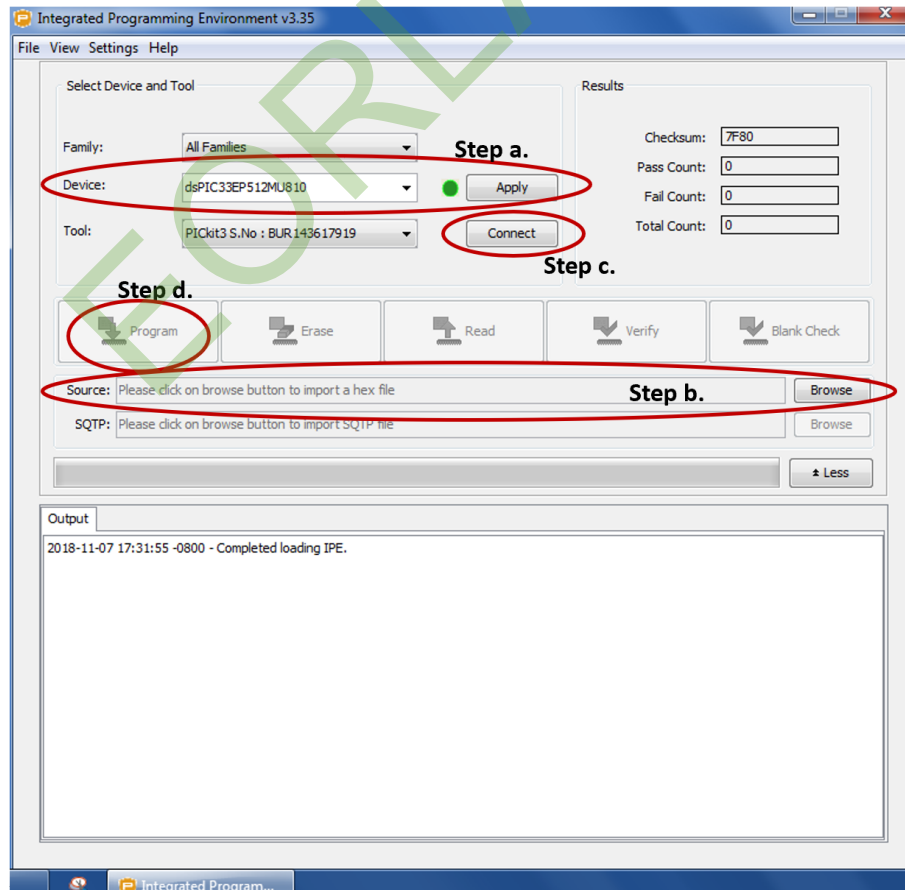 Integrated Programming Environment v3.35
File View Settings Help
Select Device and Tool
Results
Family:
All Families
Step a.
Checksum:
7F80
Device:
dsPIC33EP512MU810
Apply
Pass Count:
0
Fail Count:
0
Tool:
PICkit3 S.No : BUR143617919
Connect
Total Count:
0
Step c.
Step d.
Program
Erase
Read
Verify
Blank Check
Source:
Please click on browse button to import a hex file
Step b.
Browse
SQTP:
Please click on browse button to import SQTP file
Browse
Less
Output
2018-11-07 17:31:55 -0800 - Completed loading IPE.
Integrated Program...